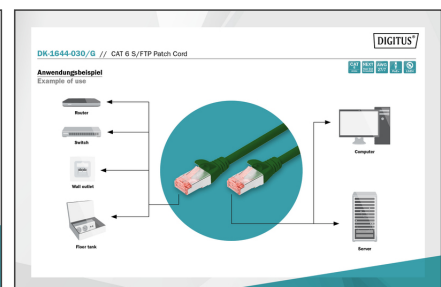 DIGITUS®
DK-1644-030/G // CAT 6 S/FTP Patch Cord
Anwendungsbeispiel
Example of use
Router
Switch
Wall outlet
Floor tank
Computer
Server